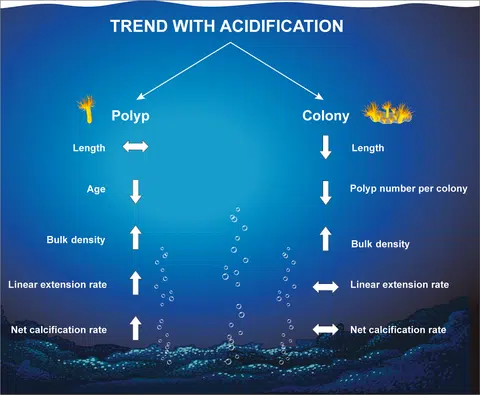 TREND WITH ACIDIFICATION
Polyp
Length
Age
Bulk density
Linear extension rate
Net calcification rate
Colony
Length
Polyp number per colony
Bulk density
Linear extension rate
Net calcification rate